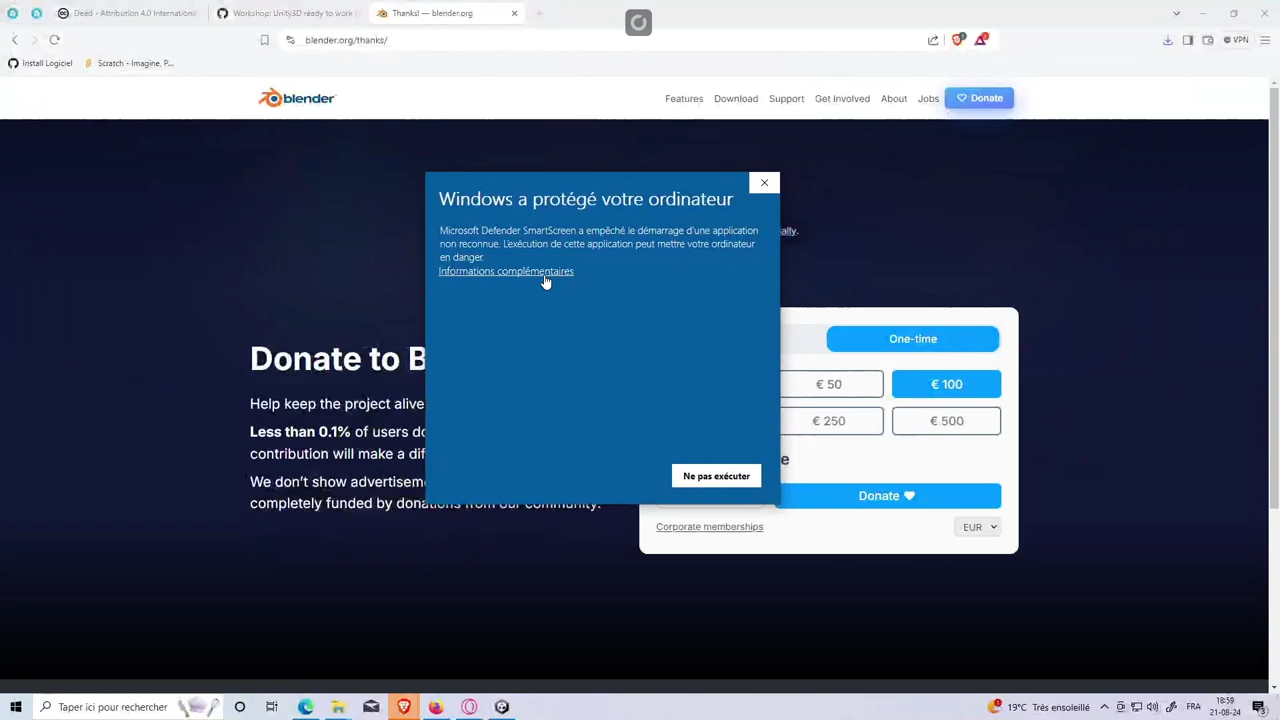 Dead - Attribution 4.0 International
Workshop: Unity3D ready to work
Thanks! — blender.org
blender.org/thanks/
VPN
Install Logiciel
Scratch - Imagine, P...
blender
Features
Download
Support
Get Involved
About
Jobs
Donate
Windows a protégé votre ordinateur
Microsoft Defender SmartScreen a empêché le démarrage d'une application
non reconnue. L'exécution de cette application peut mettre votre ordinateur
en danger.
Informations complémentaires
Ne pas exécuter
ally.
One-time
Donate to B
€ 50
€ 100
Help keep the project alive
€ 250
€ 500
Less than 0.1% of users do
contribution will make a dif
We don't show advertiseme
completely funded by donations from our community.
e
Donate
Corporate memberships
EUR
Taper ici pour rechercher
19°C Très ensoleillé
FRA
18:59
21-08-24